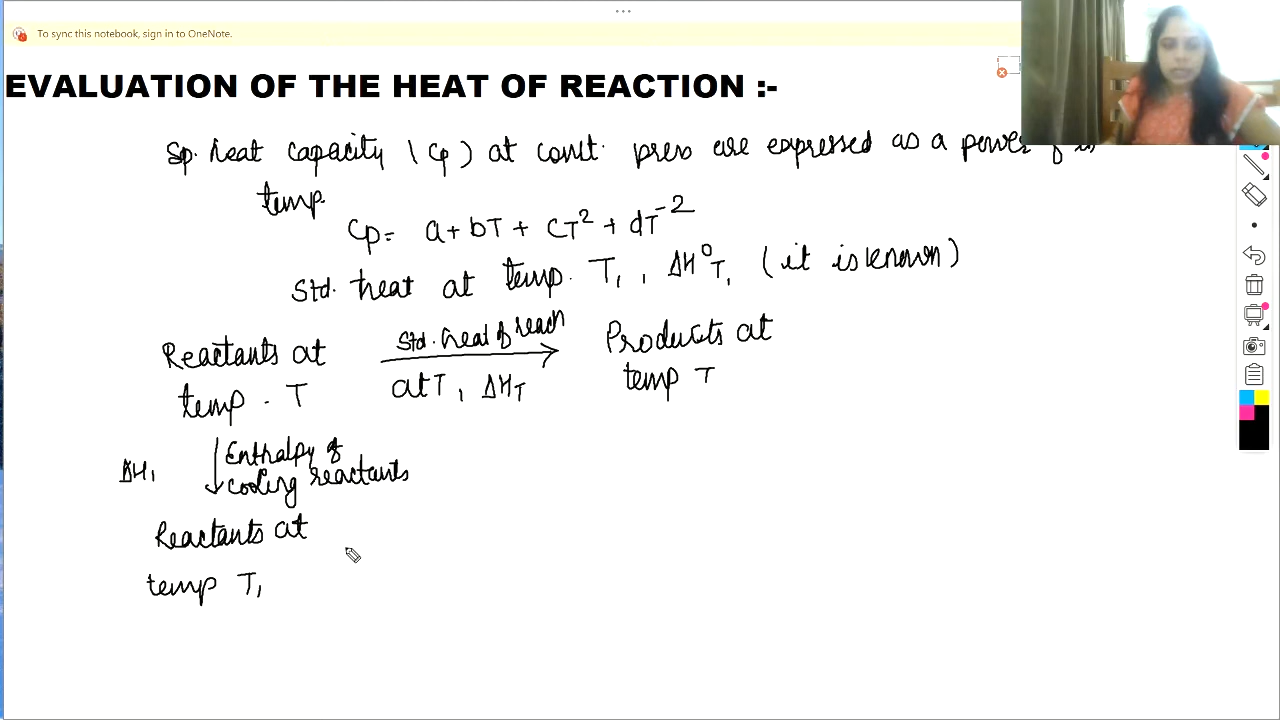 To sync this notebook, sign in to OneNote.
EVALUATION OF THE HEAT OF REACTION :-
Sp. heat capacity (Cp) at const. press are expressed as a power
temp.
Cp = a + bT + cT² + dT⁻²
Std. heat at temp. T₁, ΔH°T₁ (it is known)
Reactants at temp. T
Std. heat of reacn
at T, ΔHT
Products at temp T
ΔH₁
Enthalpy of
cooling reactants
Reactants at
temp T₁